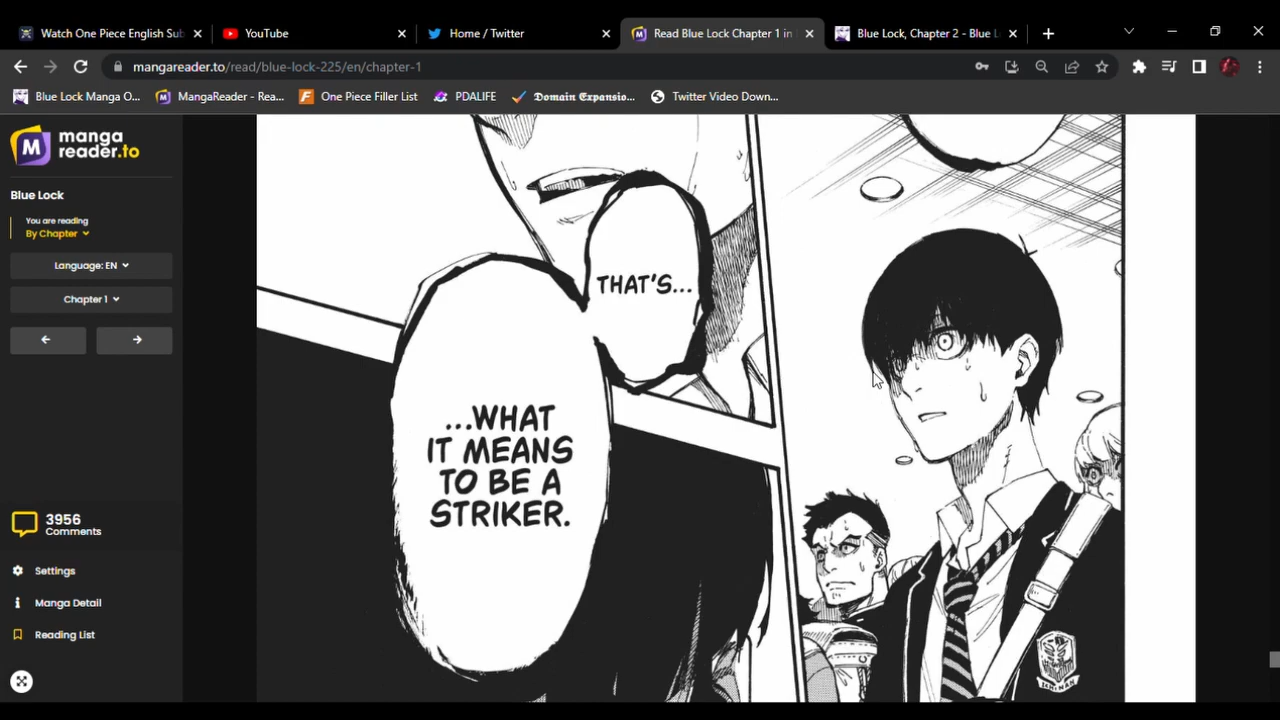 Watch One Piece English Sub
YouTube
Home / Twitter
Read Blue Lock Chapter 1 in
Blue Lock, Chapter 2 - Blue L
mangareader.to/read/blue-lock-225/en/chapter-1
Blue Lock Manga O...
MangaReader - Rea...
One Piece Filler List
PDALIFE
𝕯𝖔𝖒𝖆𝖎𝖓 𝕰𝖝𝖕𝖆𝖓𝖘𝖎𝖔...
Twitter Video Down...
manga
reader.to
Blue Lock
You are reading
By Chapter
Language: EN
Chapter 1
3956
Comments
Settings
Manga Detail
Reading List
THAT'S...
...WHAT
IT MEANS
TO BE A
STRIKER.